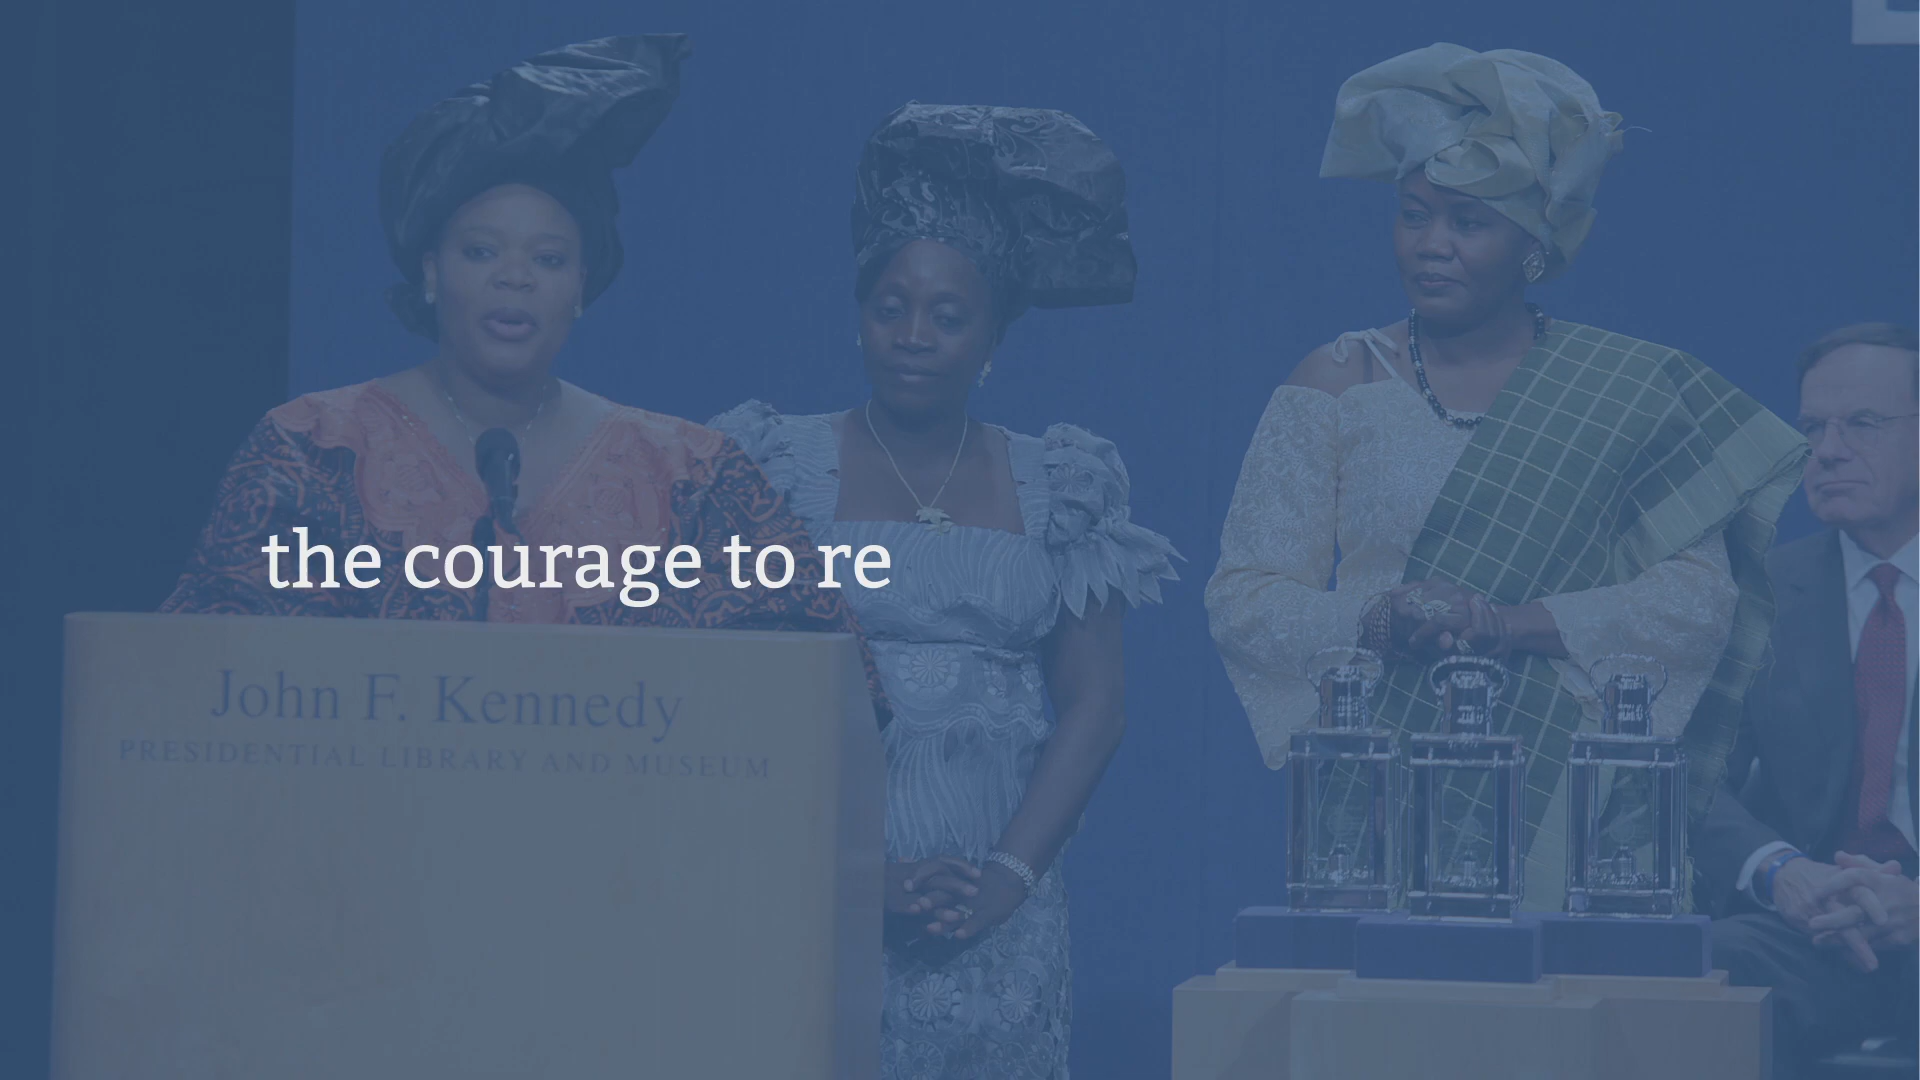 the courage to re
John F. Kennedy
PRESIDENTIAL LIBRARY AND MUSEUM